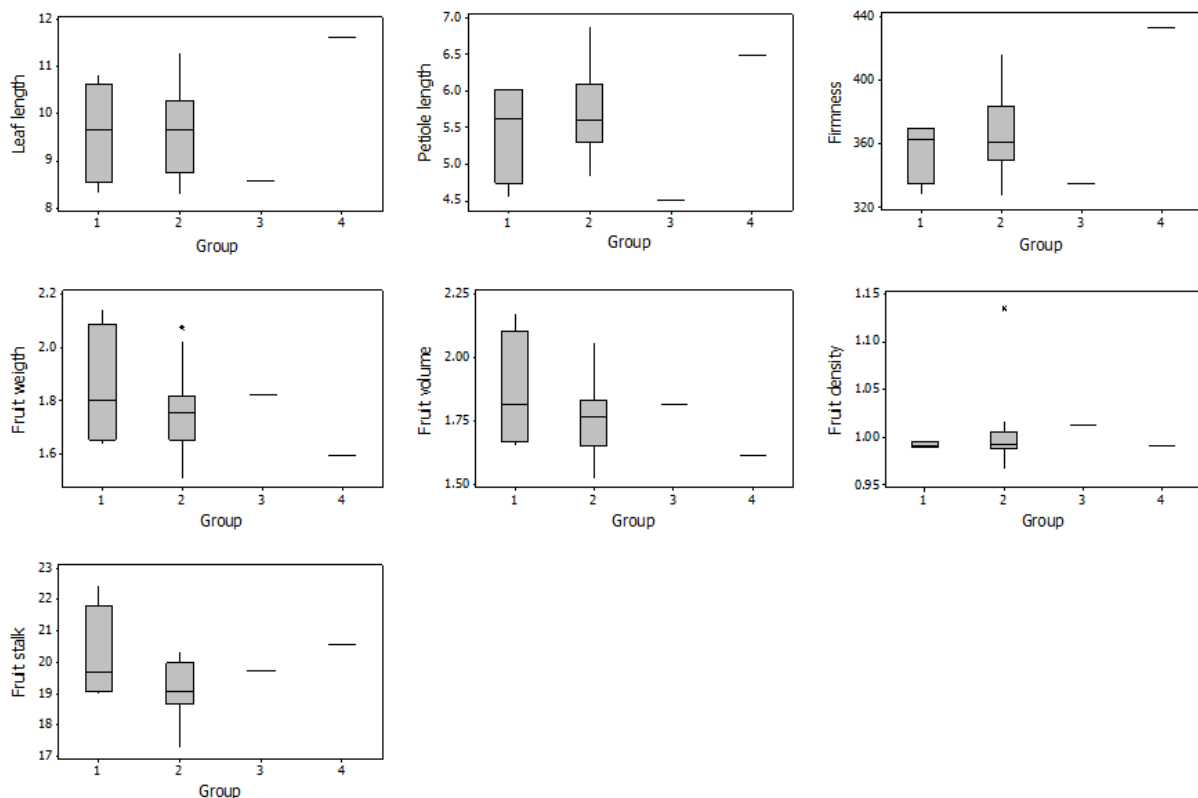 Leaf length
12
11
10
9
8
1 2 3 4
Group
Petiole length
7.0
6.5
6.0
5.5
5.0
4.5
1 2 3 4
Group
Firmness
440
400
360
320
1 2 3 4
Group
Fruit weigth
2.2
2.0
1.8
1.6
1 2 3 4
Group
Fruit volume
2.25
2.00
1.75
1.50
1 2 3 4
Group
Fruit density
1.15
1.10
1.05
1.00
0.95
1 2 3 4
Group
Fruit stalk
23
22
21
20
19
18
17
1 2 3 4
Group